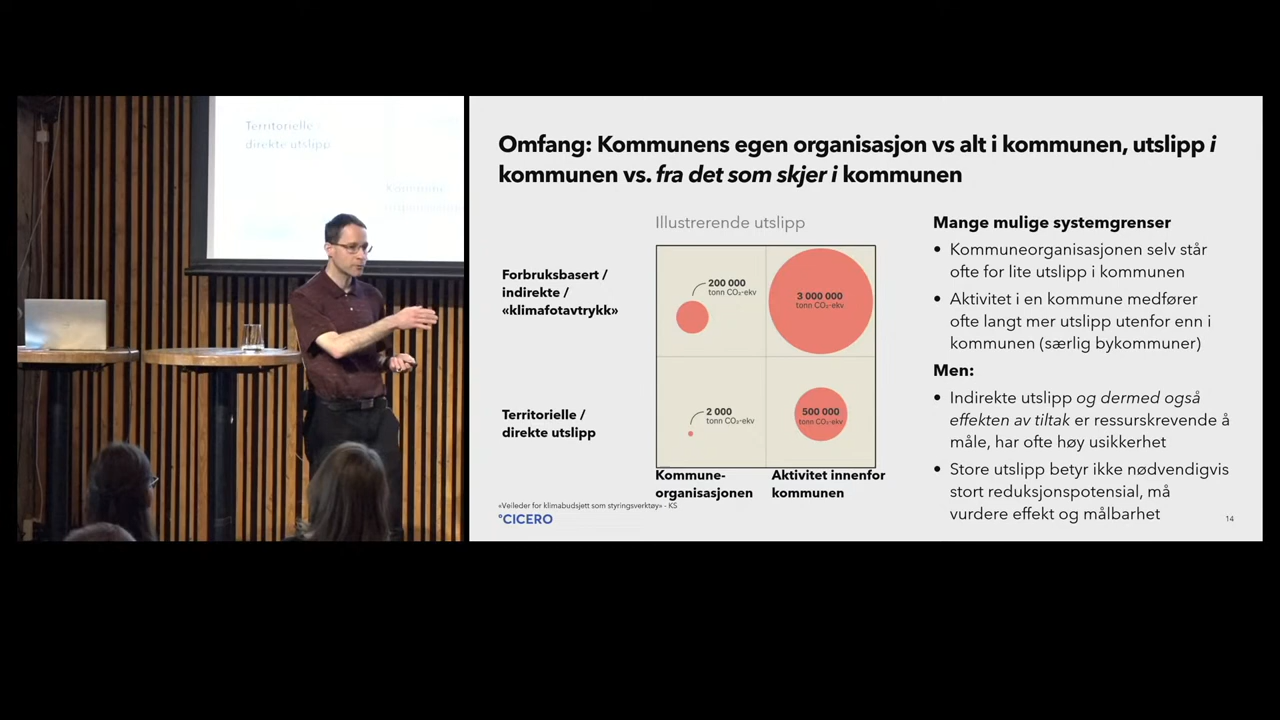 Territorielle
direkte utslipp
Omfang: Kommunens egen organisasjon vs alt i kommunen, utslipp i
kommunen vs. fra det som skjer i kommunen
Illustrerende utslipp
Forbruksbasert /
indirekte /
«klimafotavtrykk»
200 000
tonn CO₂-ekv
3 000 000
tonn CO₂-ekv
Territorielle /
direkte utslipp
2 000
tonn CO₂-ekv
500 000
tonn CO₂-ekv
Kommune-
organisasjonen
Aktivitet innenfor
kommunen
«Veileder for klimabudsjett som styringsverktøy» - KS
°CICERO
Mange mulige systemgrenser
• Kommuneorganisasjonen selv står
ofte for lite utslipp i kommunen
• Aktivitet i en kommune medfører
ofte langt mer utslipp utenfor enn i
kommunen (særlig bykommuner)
Men:
• Indirekte utslipp og dermed også
effekten av tiltak er ressurskrevende å
måle, har ofte høy usikkerhet
• Store utslipp betyr ikke nødvendigvis
stort reduksjonspotensial, må
vurdere effekt og målbarhet
14